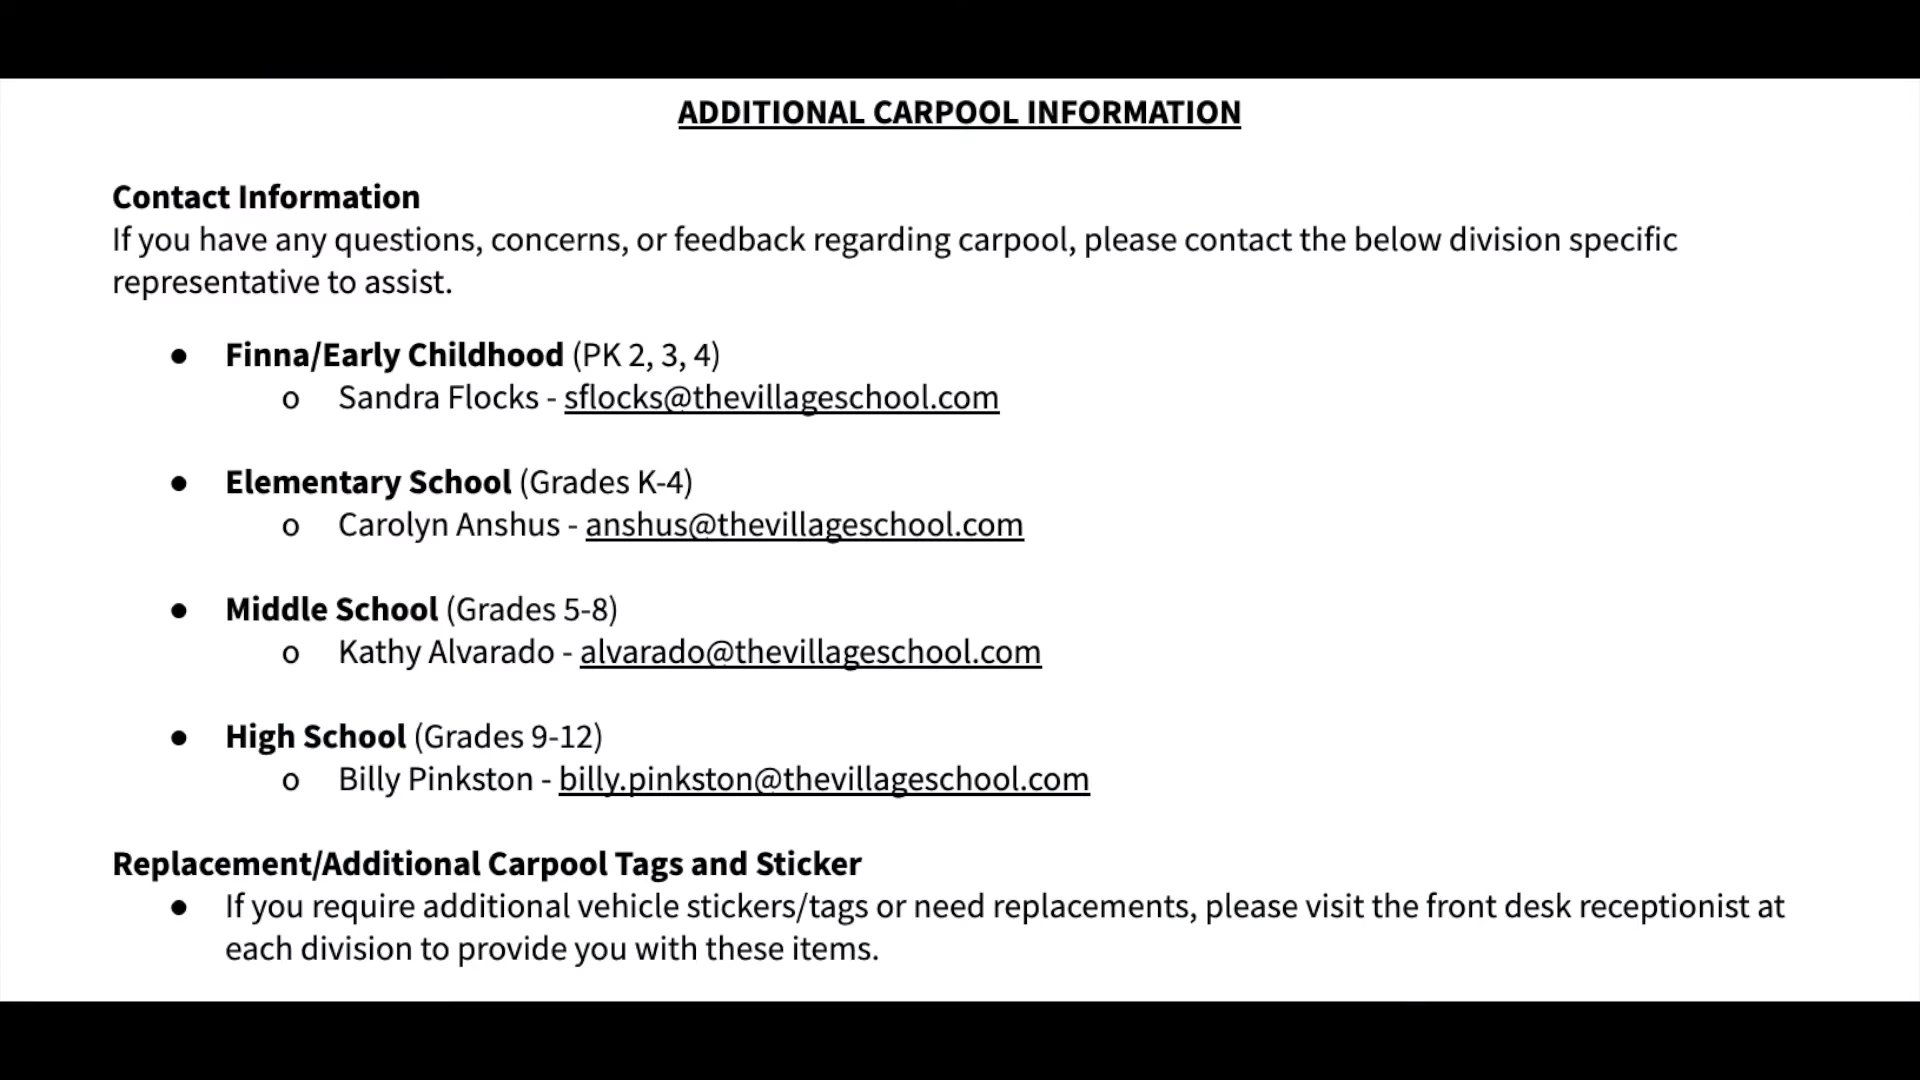 ADDITIONAL CARPOOL INFORMATION
Contact Information
If you have any questions, concerns, or feedback regarding carpool, please contact the below division specific
representative to assist.
● Finna/Early Childhood (PK 2, 3, 4)
o Sandra Flocks - sflocks@thevillageschool.com
● Elementary School (Grades K-4)
o Carolyn Anshus - anshus@thevillageschool.com
● Middle School (Grades 5-8)
o Kathy Alvarado - alvarado@thevillageschool.com
● High School (Grades 9-12)
o Billy Pinkston - billy.pinkston@thevillageschool.com
Replacement/Additional Carpool Tags and Sticker
● If you require additional vehicle stickers/tags or need replacements, please visit the front desk receptionist at
each division to provide you with these items.